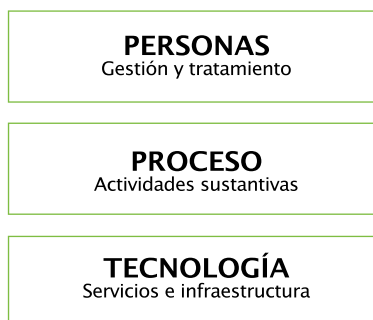 PERSONAS
Gestión y tratamiento
PROCESO
Actividades sustantivas
TECNOLOGÍA
Servicios e infraestructura